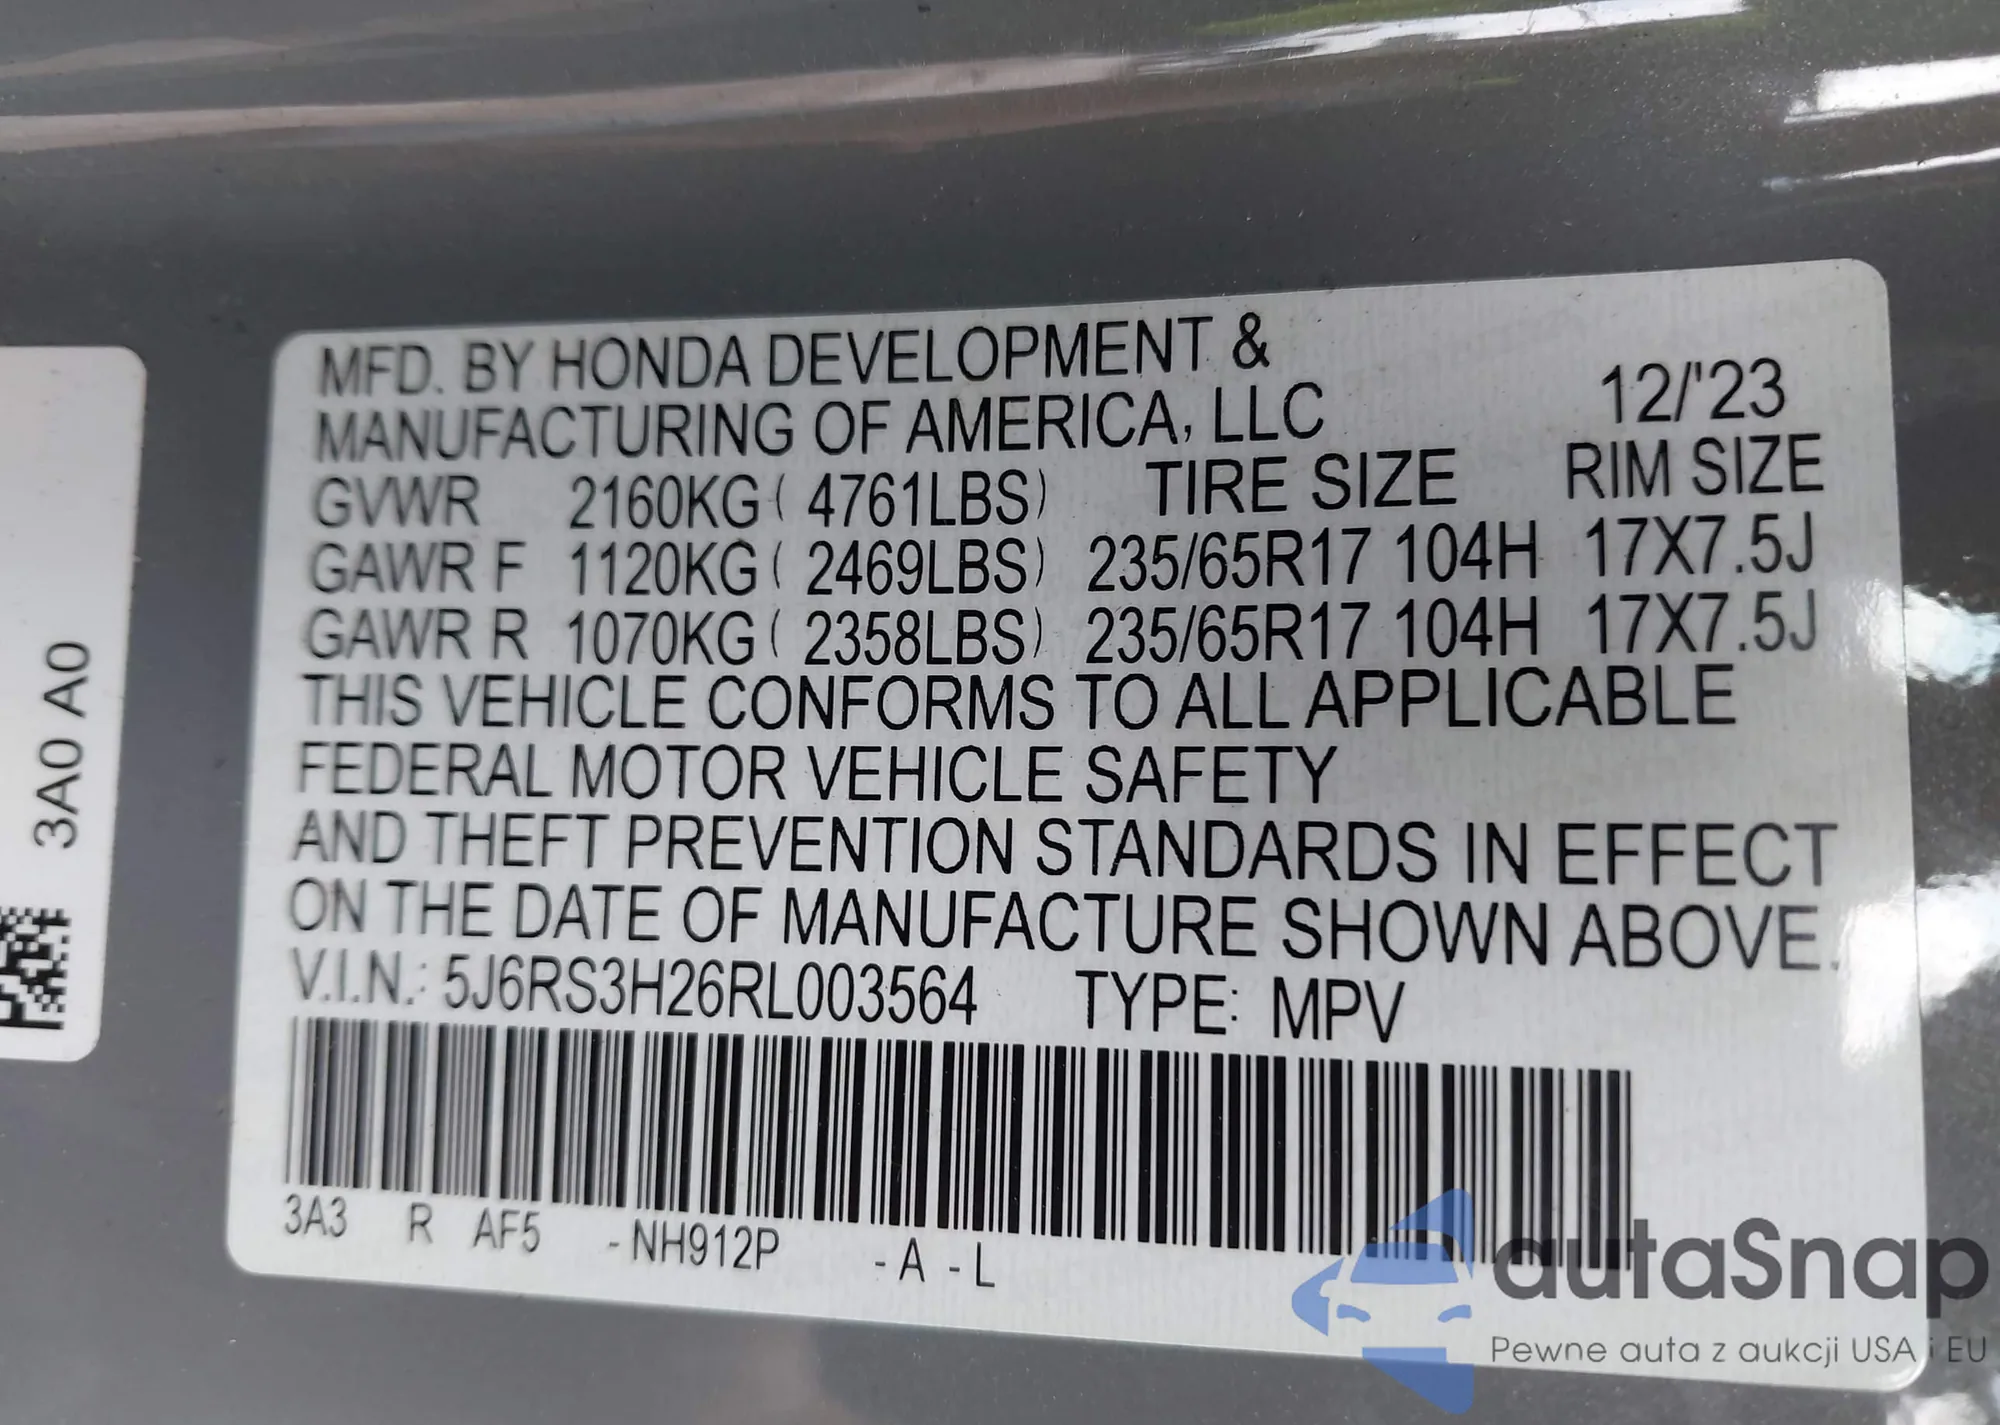 MFD. BY HONDA DEVELOPMENT &
MANUFACTURING OF AMERICA, LLC 12/'23
GVWR 2160KG ( 4761LBS) TIRE SIZE RIM SIZE
GAWR F 1120KG ( 2469LBS) 235/65R17 104H 17X7.5J
GAWR R 1070KG ( 2358LBS) 235/65R17 104H 17X7.5J
THIS VEHICLE CONFORMS TO ALL APPLICABLE
FEDERAL MOTOR VEHICLE SAFETY
AND THEFT PREVENTION STANDARDS IN EFFECT
ON THE DATE OF MANUFACTURE SHOWN ABOVE.
V.I.N.: 5J6RS3H26RL003564 TYPE: MPV
3A3 R AF5 -NH912P -A -L
3A0 A0
autaSnap
Pewne auta z aukcji USA i EU